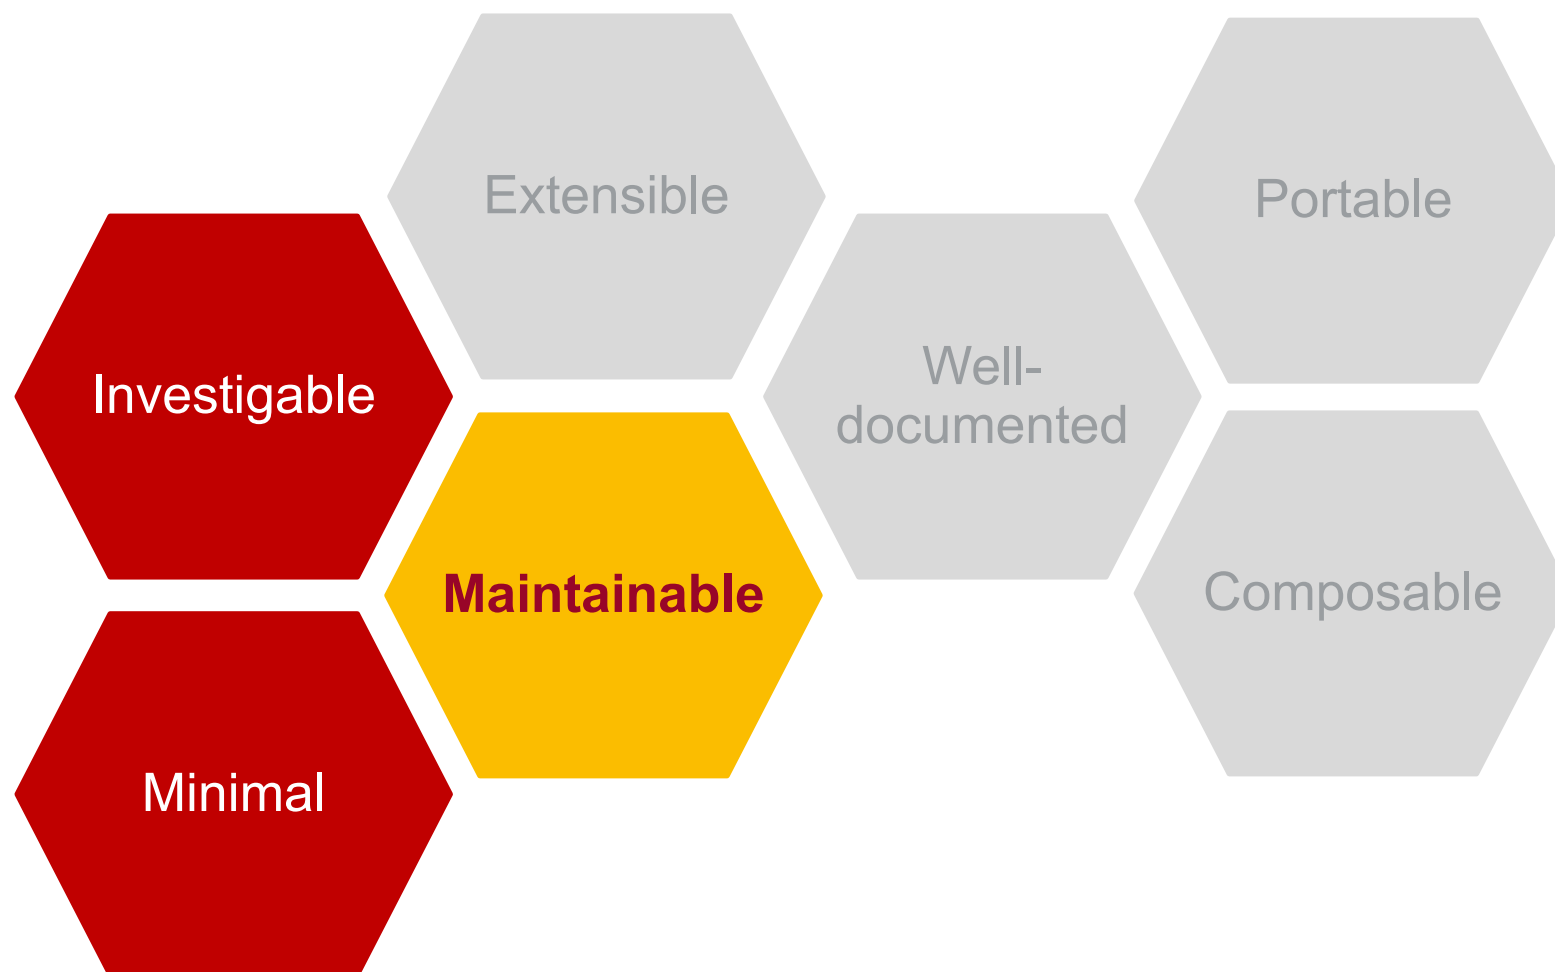 Extensible
Portable
Investigable
Well-
documented
Maintainable
Composable
Minimal